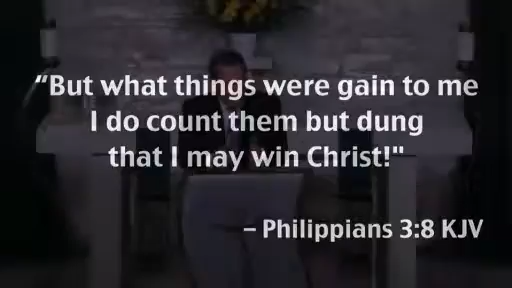 “But what things were gain to me
I do count them but dung
that I may win Christ!"
– Philippians 3:8 KJV